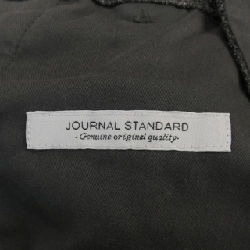 JOURNAL STANDARD
- Genuine original quality -